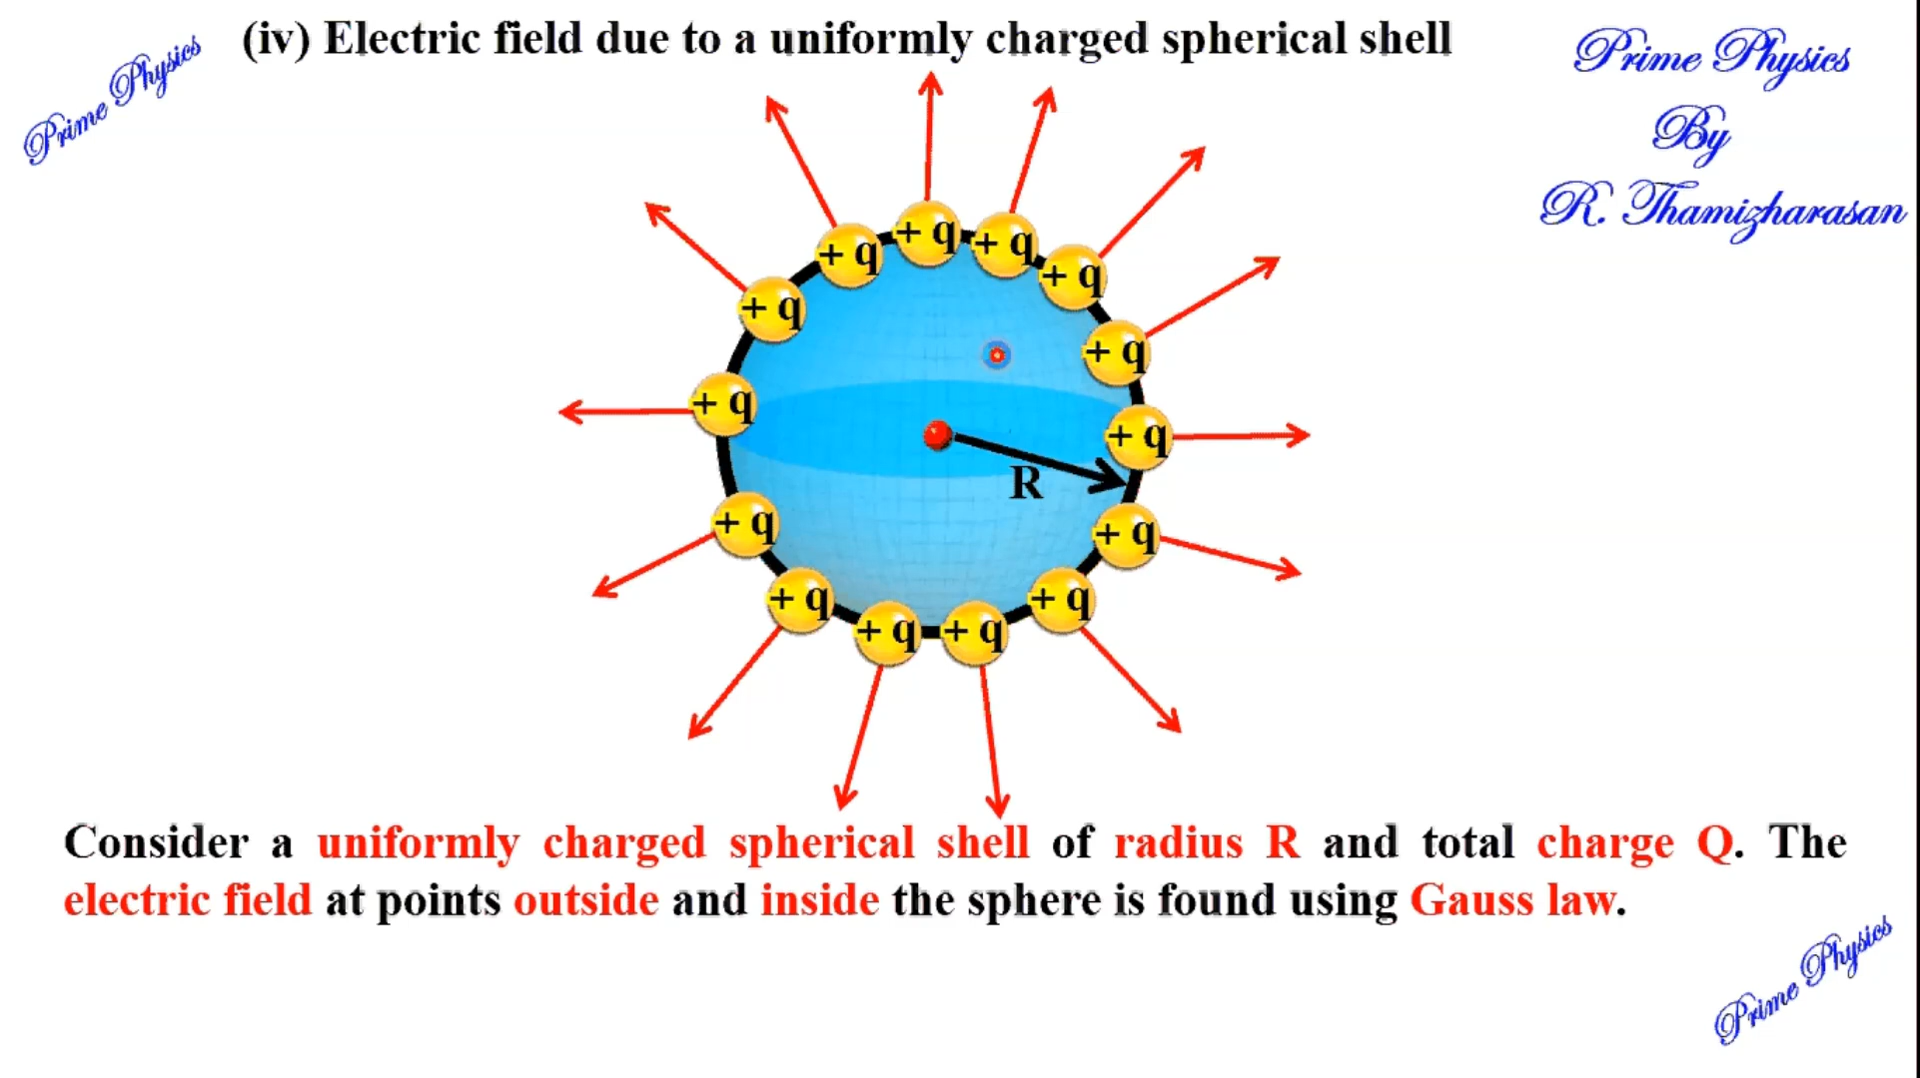 (iv) Electric field due to a uniformly charged spherical shell
Prime Physics
Prime Physics
By
R. Thamizharasan
+ q
+ q
+ q
+ q
+ q
+ q
+ q
+ q
+ q
R
+ q
+ q
+ q
+ q
+ q
Consider a uniformly charged spherical shell of radius R and total charge Q. The
electric field at points outside and inside the sphere is found using Gauss law.
Prime Physics